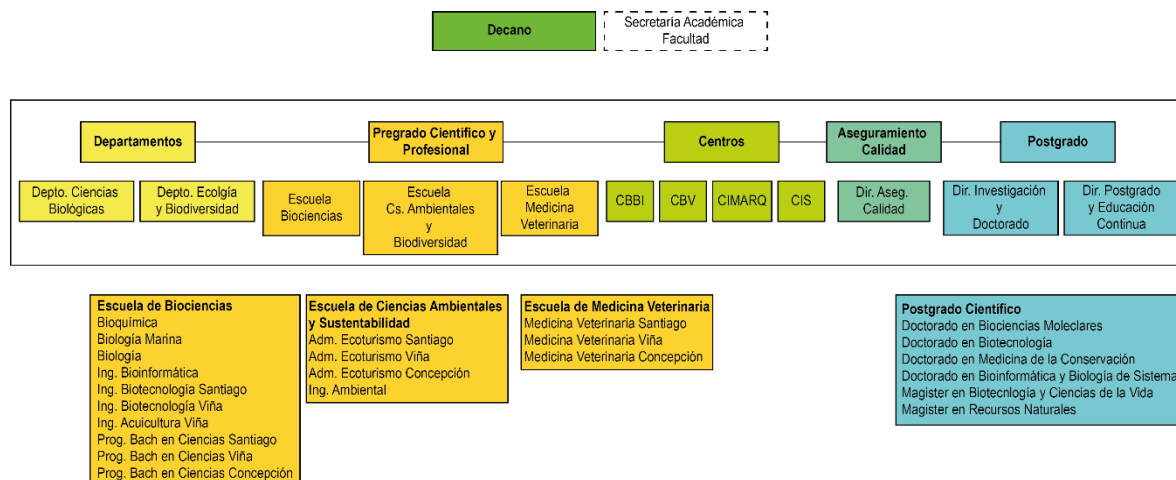 Decano
Secretaría Académica
Facultad
Departamentos
Pregrado Científico y
Profesional
Centros
Aseguramiento
Calidad
Postgrado
Depto. Ciencias
Biológicas
Depto. Ecolgía
y Biodiversidad
Escuela
Biociencias
Escuela
Cs. Ambientales
y
Biodiversidad
Escuela
Medicina
Veterinaria
CBBI
CBV
CIMARQ
CIS
Dir. Aseg.
Calidad
Dir. Investigación
y
Doctorado
Dir. Postgrado
y Educación
Continua
Escuela de Biociencias
Bioquímica
Biología Marina
Biología
Ing. Bioinformática
Ing. Biotecnología Santiago
Ing. Biotecnología Viña
Ing. Acuicultura Viña
Prog. Bach en Ciencias Santiago
Prog. Bach en Ciencias Viña
Prog. Bach en Ciencias Concepción
Escuela de Ciencias Ambientales
y Sustentabilidad
Adm. Ecoturismo Santiago
Adm. Ecoturismo Viña
Adm. Ecoturismo Concepción
Ing. Ambiental
Escuela de Medicina Veterinaria
Medicina Veterinaria Santiago
Medicina Veterinaria Viña
Medicina Veterinaria Concepción
Postgrado Científico
Doctorado en Biociencias Moleclares
Doctorado en Biotecnología
Doctorado en Medicina de la Conservación
Doctorado en Bioinformática y Biología de Sistema
Magister en Biotecnlogía y Ciencias de la Vida
Magister en Recursos Naturales